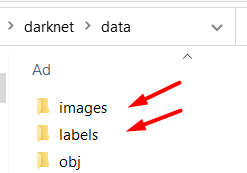 darknet > data
Ad
images
labels
obj